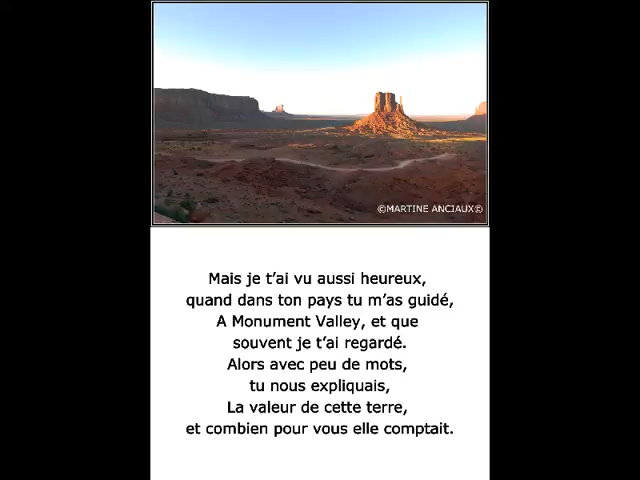 ©MARTINE ANCIAUX©
Mais je t’ai vu aussi heureux,
quand dans ton pays tu m’as guidé,
A Monument Valley, et que
souvent je t’ai regardé.
Alors avec peu de mots,
tu nous expliquais,
La valeur de cette terre,
et combien pour vous elle comptait.